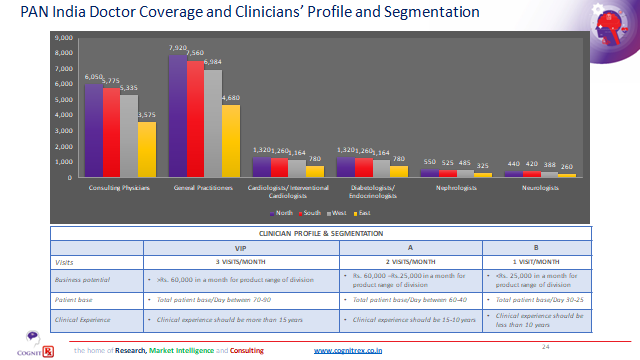 PAN India Doctor Coverage and Clinicians' Profile and Segmentation
9,000
8,000
7,000
6,000
5,000
4,000
3,000
2,000
1,000
0
6,050 5,775 5,335 3,575
7,920 7,560 6,984 4,680
1,320 1,260 1,164 780
1,320 1,260 1,164 780
550 525 485 325
440 420 388 260
Consulting Physicians
General Practitioners
Cardiologists/ Interventional
Cardiologists
Diabetologists/
Endocrinologists
Nephrologists
Neurologists
North South West East
CLINICIAN PROFILE & SEGMENTATION
VIP A B
Visits 3 VISITS/MONTH 2 VISITS/MONTH 1 VISIT/MONTH
Business potential
• >Rs. 60,000 in a month for product range of division
• Rs. 60,000 –Rs.25,000 in a month for
product range of division
• <Rs. 25,000 in a month for
product range of division
Patient base
• Total patient base/Day between 70-90
• Total patient base/Day between 60-40
• Total patient base/Day 30-25
Clinical Experience
• Clinical experience should be more than 15 years
• Clinical experience should be 15-10 years
• Clinical experience should be
less than 10 years
COGNIT Rx
the home of Research, Market Intelligence and Consulting
www.cognitrex.co.in
24